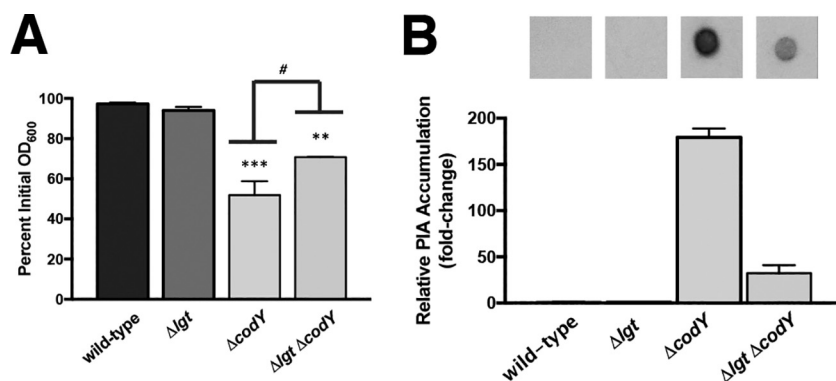 A
Percent Initial OD600
100
80
60
40
20
0
#
***
**
wild-type
Δlgt
ΔcodY
Δlgt ΔcodY
B
Relative PIA Accumulation
(fold-change)
200
150
100
50
0
wild-type
Δlgt
ΔcodY
Δlgt ΔcodY